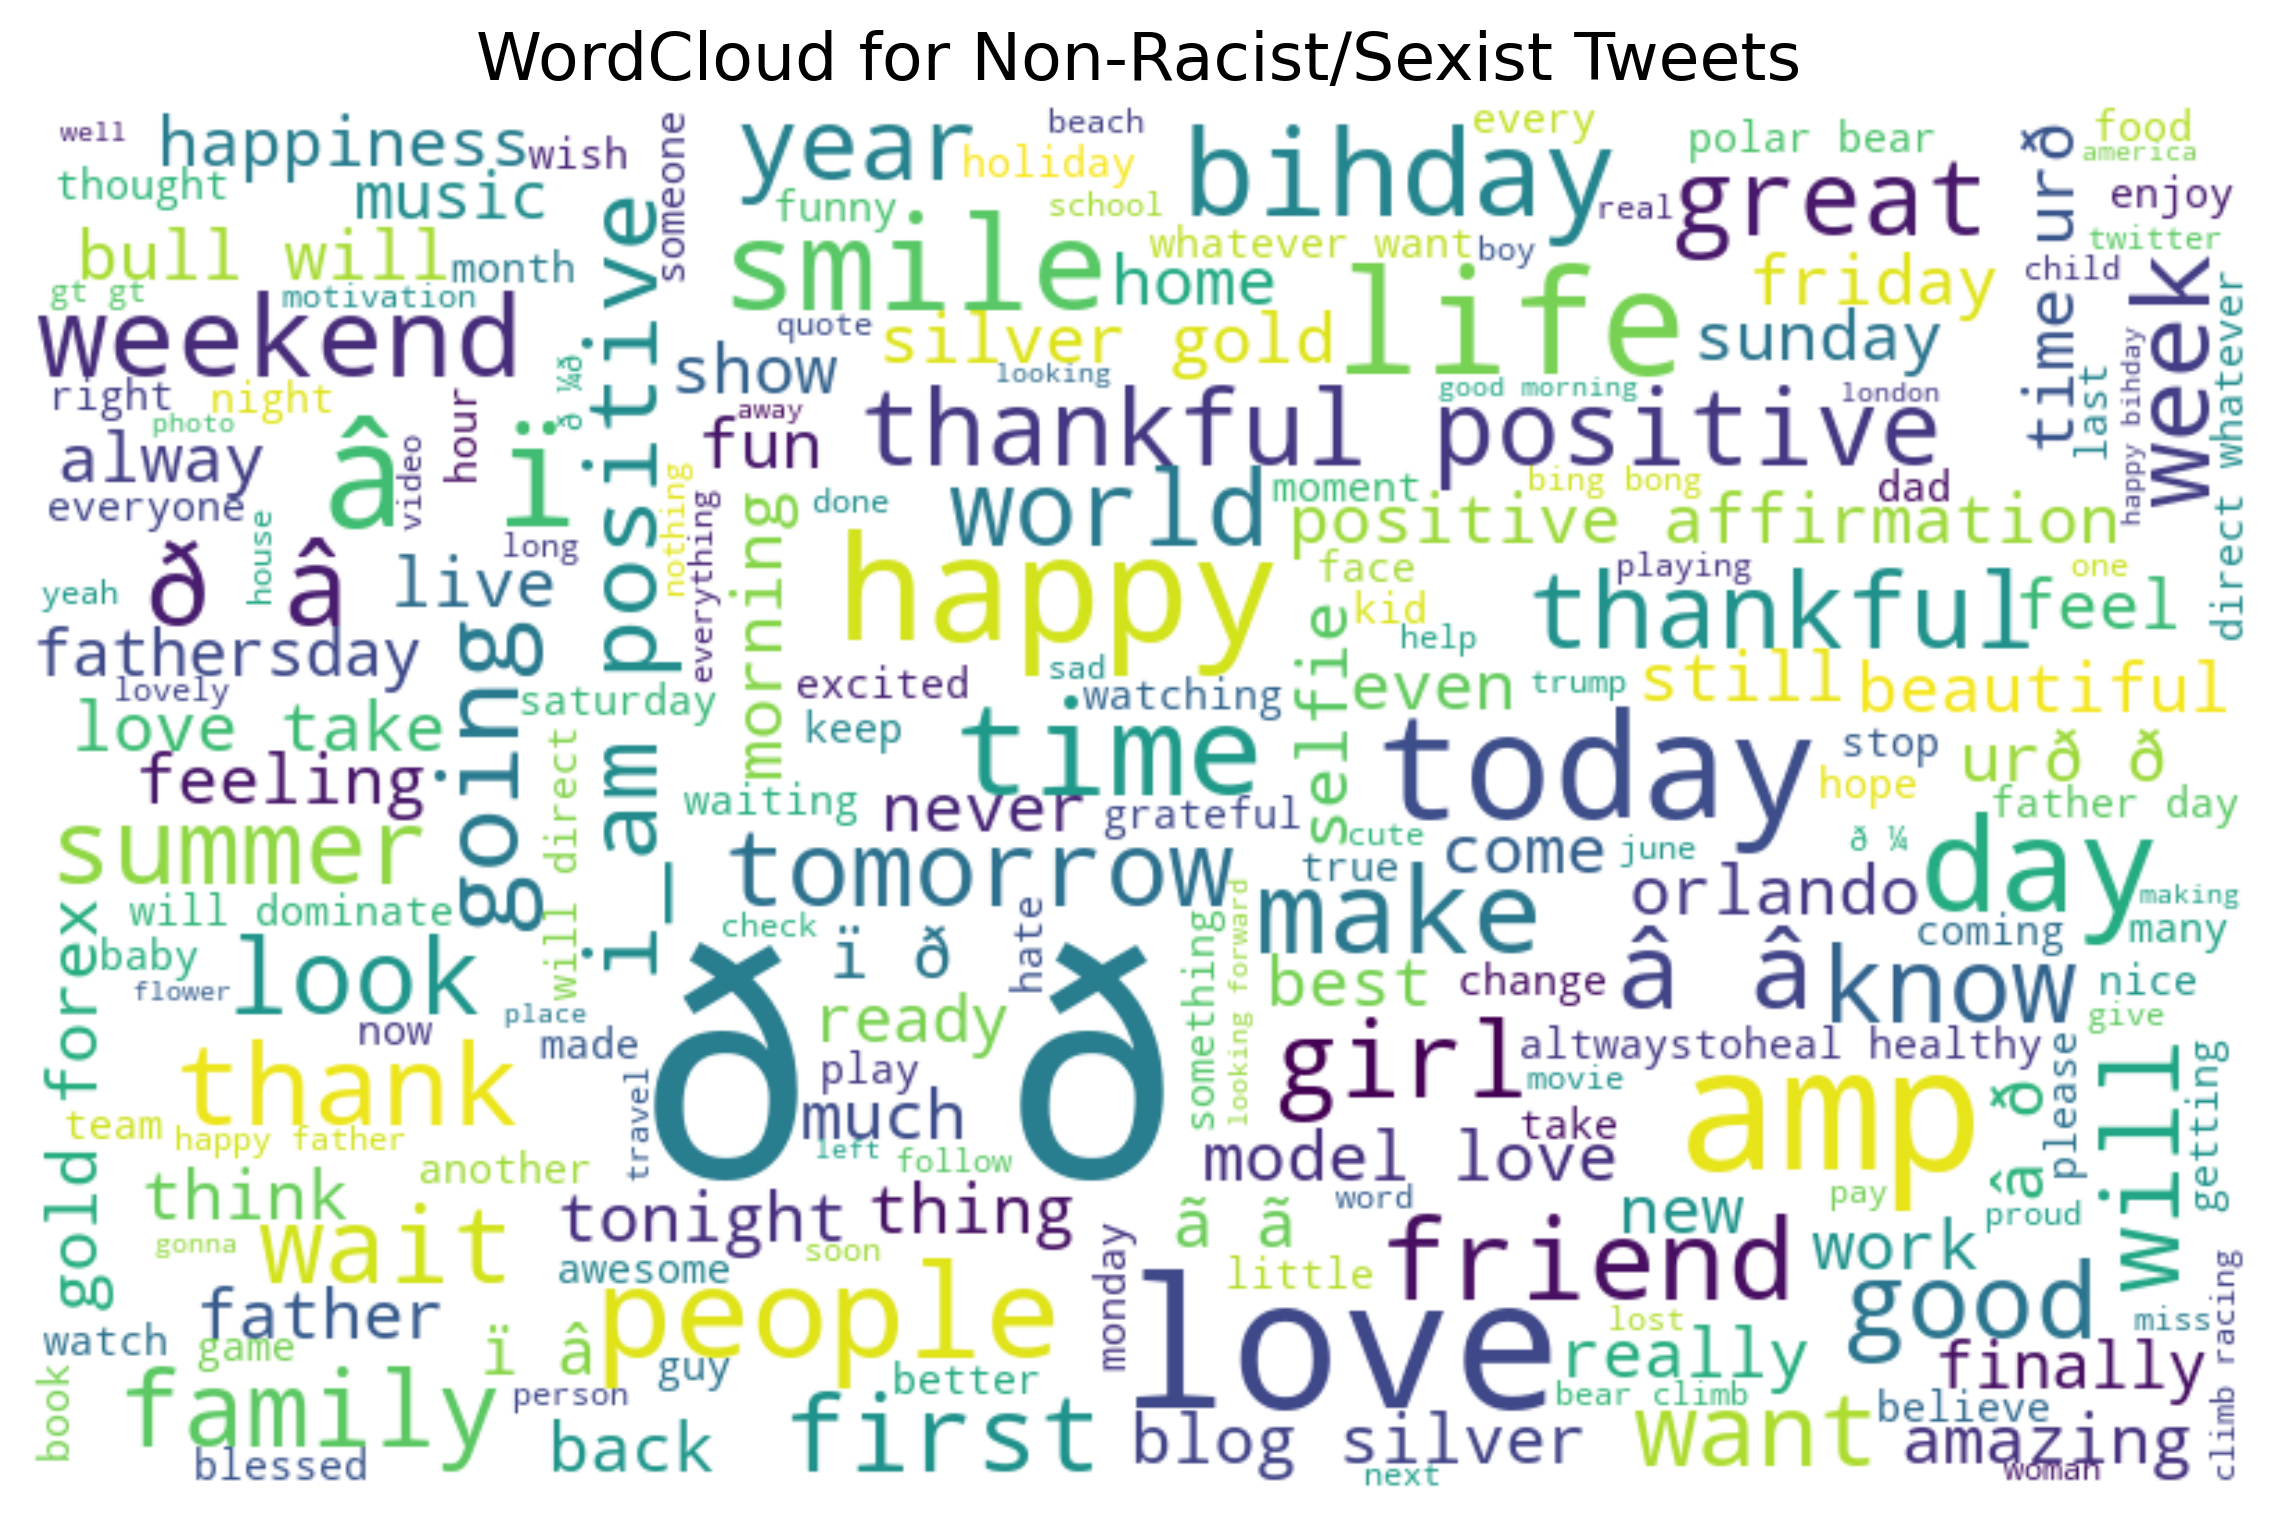 WordCloud for Non-Racist/Sexist Tweets
well
happiness
wish
someone
year
beach
holiday
bihday
every
polar bear
urð
food
america
thought
music
funny
school
real
great
enjoy
bull will
month
smile
whatever want
boy
home
life
friday
child
twitter
gt gt
motivation
weekend
quote
silver gold
sunday
time
week
direct whatever
right
night
ð ¼ð
i_am positive
show
looking
good morning
london
last
happy bihday
photo
alway
â ï
video
hour
away
fun
thankful positive
everyone
house
long
nothing
everything
morning
done
world
moment
bing bong
dad
positive affirmation
yeah
ð â
live
happy
face
kid
selfie
playing
one
thankful
feel
fathersday
going
help
lovely
saturday
excited
sad
watching
even
trump
still
beautiful
love take
keep
time
today
stop
urð ð
feeling
will direct
waiting
never
grateful
hope
father day
summer
cute
true
come
june
ð ¼
day
tomorrow
make
orlando
making
gold forex
will dominate
check
hate
something
looking forward
coming
many
baby
look
flower
ï ð
best
change
â â
know
nice
place
now
made
ð ð
ready
girl
altwaystoheal healthy
give
thank
travel
play
movie
amp
â ð
please
will
getting
team
happy father
much
take
left
follow
model love
think
another
word
pay
proud
wait
gonna
tonight
thing
ã ã
new
friend
work
father
awesome
soon
monday
little
good
climb racing
watch
game
ï â
people
guy
love
lost
really
miss
finally
book
family
person
better
bear climb
believe
blessed
back
first
blog silver
want
amazing
next
woman